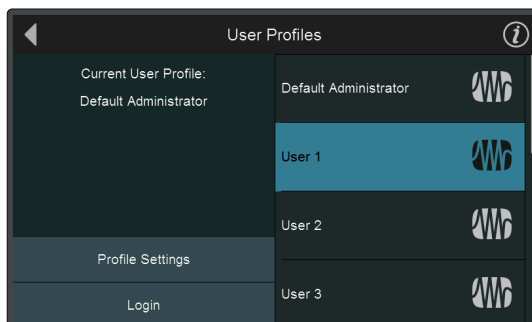 User Profiles
Current User Profile:
Default Administrator
Profile Settings
Login
Default Administrator
User 1
User 2
User 3